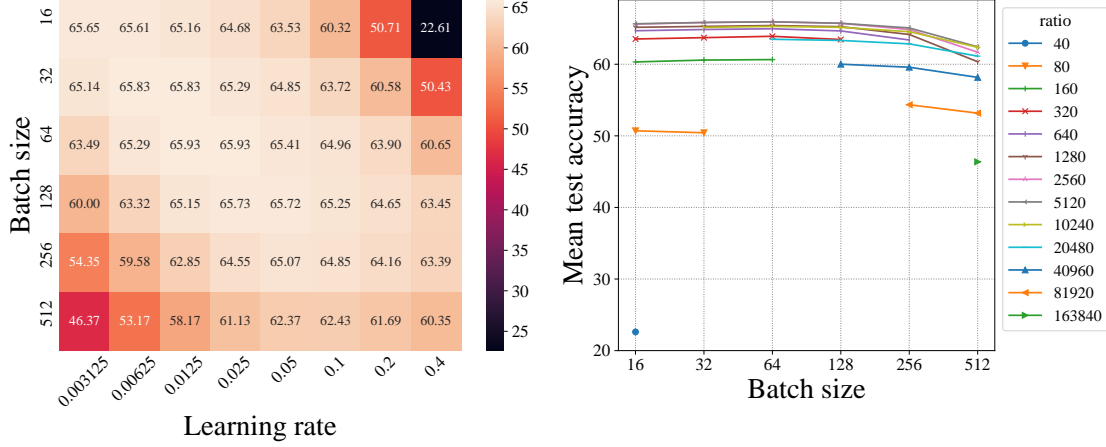 16
65.65 65.61 65.16 64.68 63.53 60.32 50.71 22.61
32
65.14 65.83 65.83 65.29 64.85 63.72 60.58 50.43
64
63.49 65.29 65.93 65.93 65.41 64.96 63.90 60.65
128
60.00 63.32 65.15 65.73 65.72 65.25 64.65 63.45
256
54.35 59.58 62.85 64.55 65.07 64.85 64.16 63.39
512
46.37 53.17 58.17 61.13 62.37 62.43 61.69 60.35
Batch size
0.003125 0.00625 0.0125 0.025 0.05 0.1 0.2 0.4
Learning rate
65
60
55
50
45
40
35
30
25
Mean test accuracy
60
50
40
30
20
16 32 64 128 256 512
Batch size
ratio
40
80
160
320
640
1280
2560
5120
10240
20480
40960
81920
163840